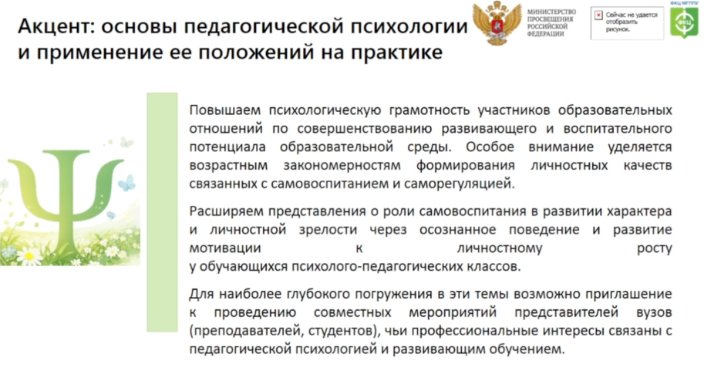 Акцент: основы педагогической психологии
и применение ее положений на практике
МИНИСТЕРСТВО
ПРОСВЕЩЕНИЯ
РОССИЙСКОЙ
ФЕДЕРАЦИИ
Сейчас не удается
отобразить
рисунок.
ФКЦ МГППУ
Повышаем психологическую грамотность участников образовательных
отношений по совершенствованию развивающего и воспитательного
потенциала образовательной среды. Особое внимание уделяется
возрастным закономерностям формирования личностных качеств
связанных с самовоспитанием и саморегуляцией.
Расширяем представления о роли самовоспитания в развитии характера
и личностной зрелости через осознанное поведение и развитие
мотивации к личностному росту
у обучающихся психолого-педагогических классов.
Для наиболее глубокого погружения в эти темы возможно приглашение
к проведению совместных мероприятий представителей вузов
(преподавателей, студентов), чьи профессиональные интересы связаны с
педагогической психологией и развивающим обучением.